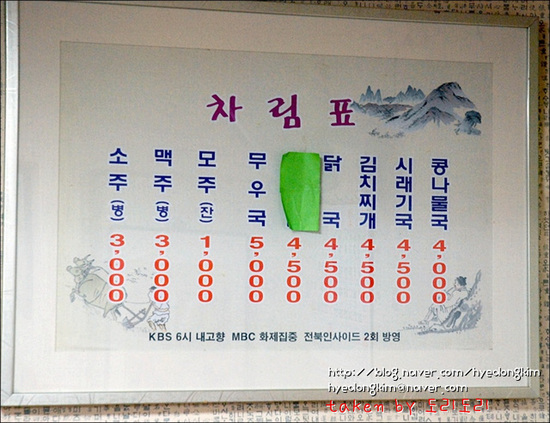 차림표
소주(병) 3,000
맥주(병) 3,000
모주(잔) 1,000
무우국 5,000
4,500
닭국 4,500
김치찌개 4,500
시래기국 4,500
콩나물국 4,000
KBS 6시 내고향 MBC 화제집중 전북인사이드 2회 방영
http://blog.naver.com/hyedongkim
hyedongkim@naver.com
taken by 도리도리